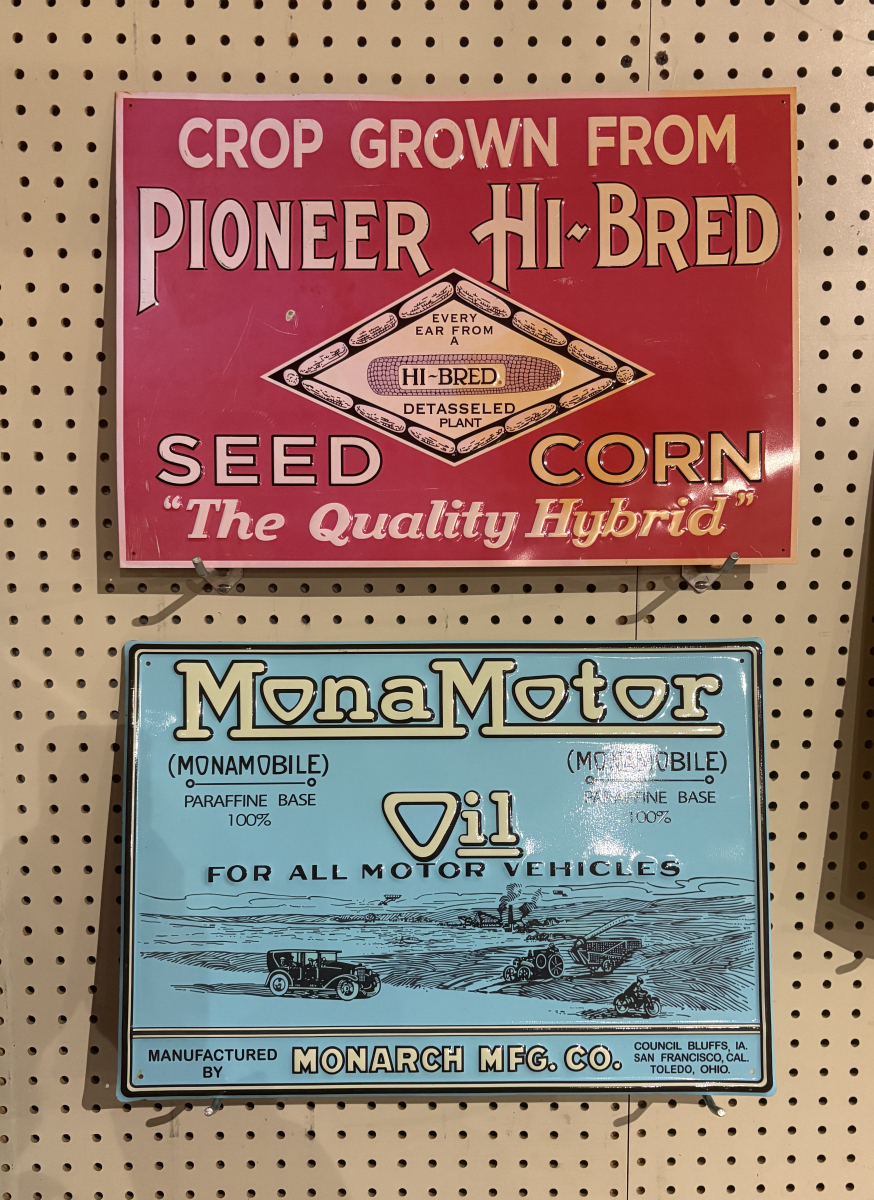 CROP GROWN FROM
PIONEER HI-BRED
EVERY
EAR FROM
A
HI-BRED
DETASSELED
PLANT
SEED CORN
"The Quality Hybrid"
MonaMotor
(MONAMOBILE) (MONAMOBILE)
PARAFFINE BASE PARAFFINE BASE
100% 100%
Oil
FOR ALL MOTOR VEHICLES
MANUFACTURED
BY
MONARCH MFG. CO.
COUNCIL BLUFFS, IA.
SAN FRANCISCO, CAL.
TOLEDO, OHIO.